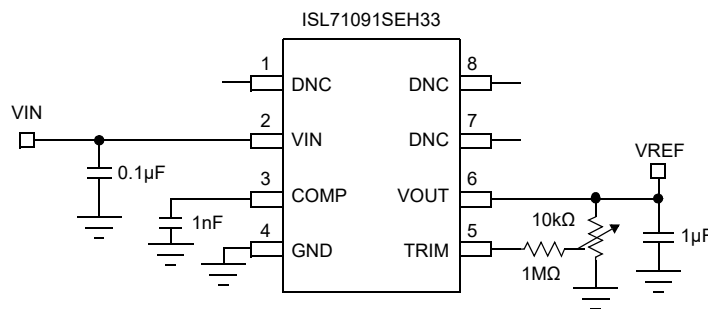 ISL71091SEH33
1
DNC
8
DNC
VIN
2
VIN
7
DNC
VREF
0.1µF
3
COMP
6
VOUT
1nF
10kΩ
1µF
4
GND
5
TRIM
1MΩ